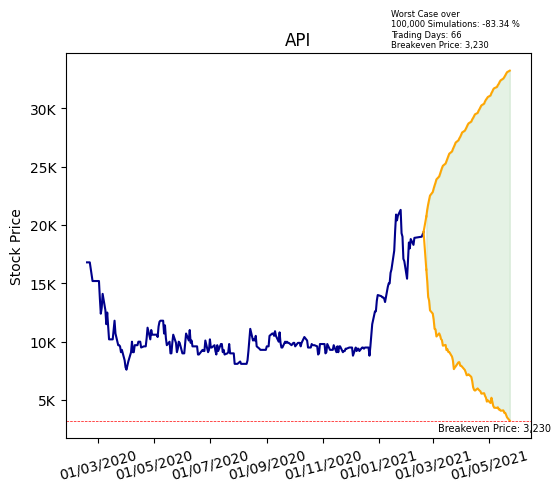 Worst Case over
100,000 Simulations: -83.34 %
Trading Days: 66
Breakeven Price: 3,230
API
Stock Price
30K
25K
20K
15K
10K
5K
Breakeven Price: 3,230
01/03/2020 01/05/2020 01/07/2020 01/09/2020 01/11/2020 01/01/2021 01/03/2021 01/05/2021